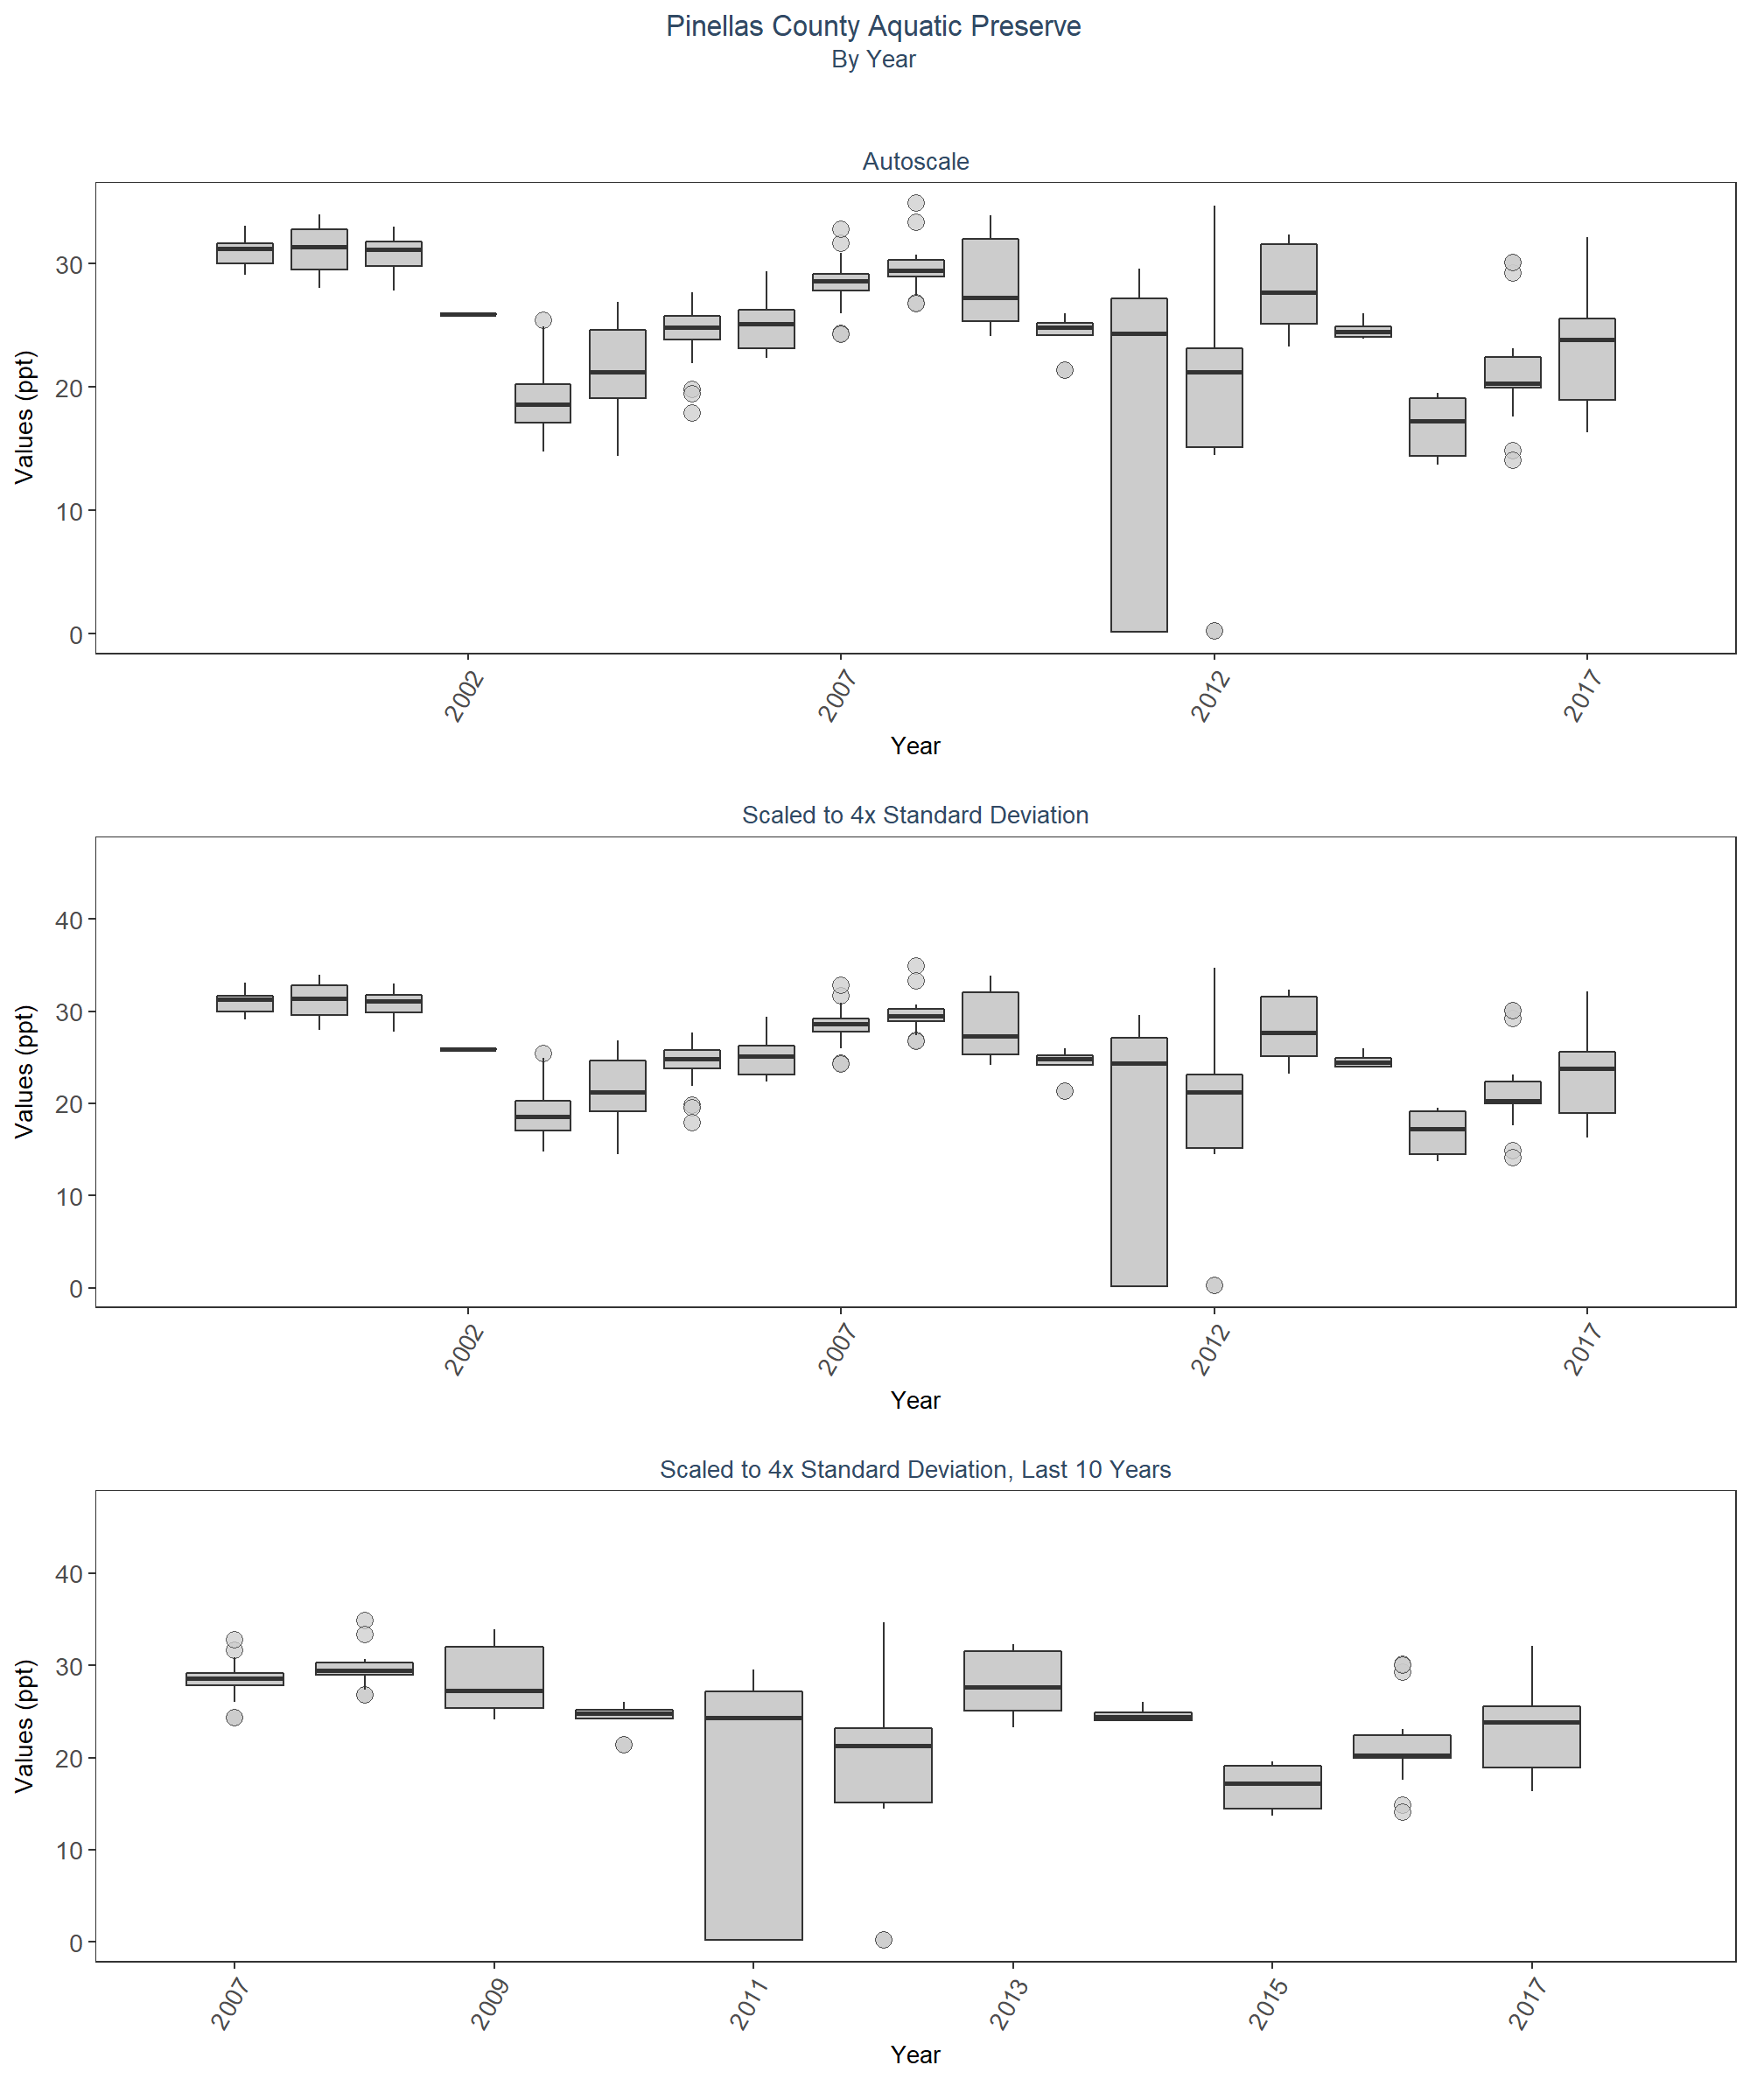 Pinellas County Aquatic Preserve
By Year
Autoscale
Values (ppt)
30
20
10
0
2002
2007
2012
2017
Year
Scaled to 4x Standard Deviation
Values (ppt)
40
30
20
10
0
2002
2007
2012
2017
Year
Scaled to 4x Standard Deviation, Last 10 Years
Values (ppt)
40
30
20
10
0
2007
2009
2011
2013
2015
2017
Year